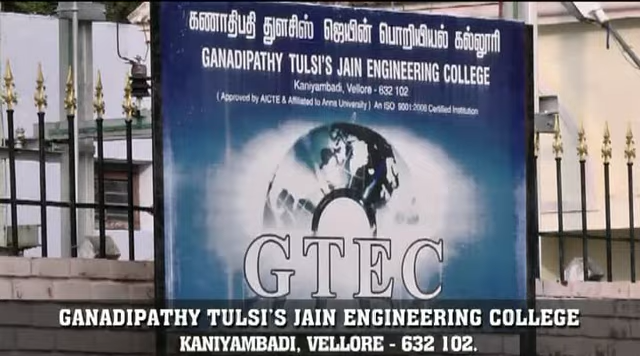 கணாதிபதி துளசிஸ் ஜெயின் பொறியியல் கல்லூரி
GANADIPATHY TULSI'S JAIN ENGINEERING COLLEGE
Kaniyambadi, Vellore - 632 102
( Approved by AICTE & Affiliated to Anna University ) An ISO 9001:2008 Certified Institution
GTEC
GANADIPATHY TULSI'S JAIN ENGINEERING COLLEGE
KANIYAMBADI, VELLORE - 632 102.